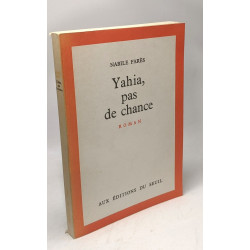 NABILE FARÈS
Yahia,
pas
de chance
ROMAN
AUX ÉDITIONS DU SEUIL